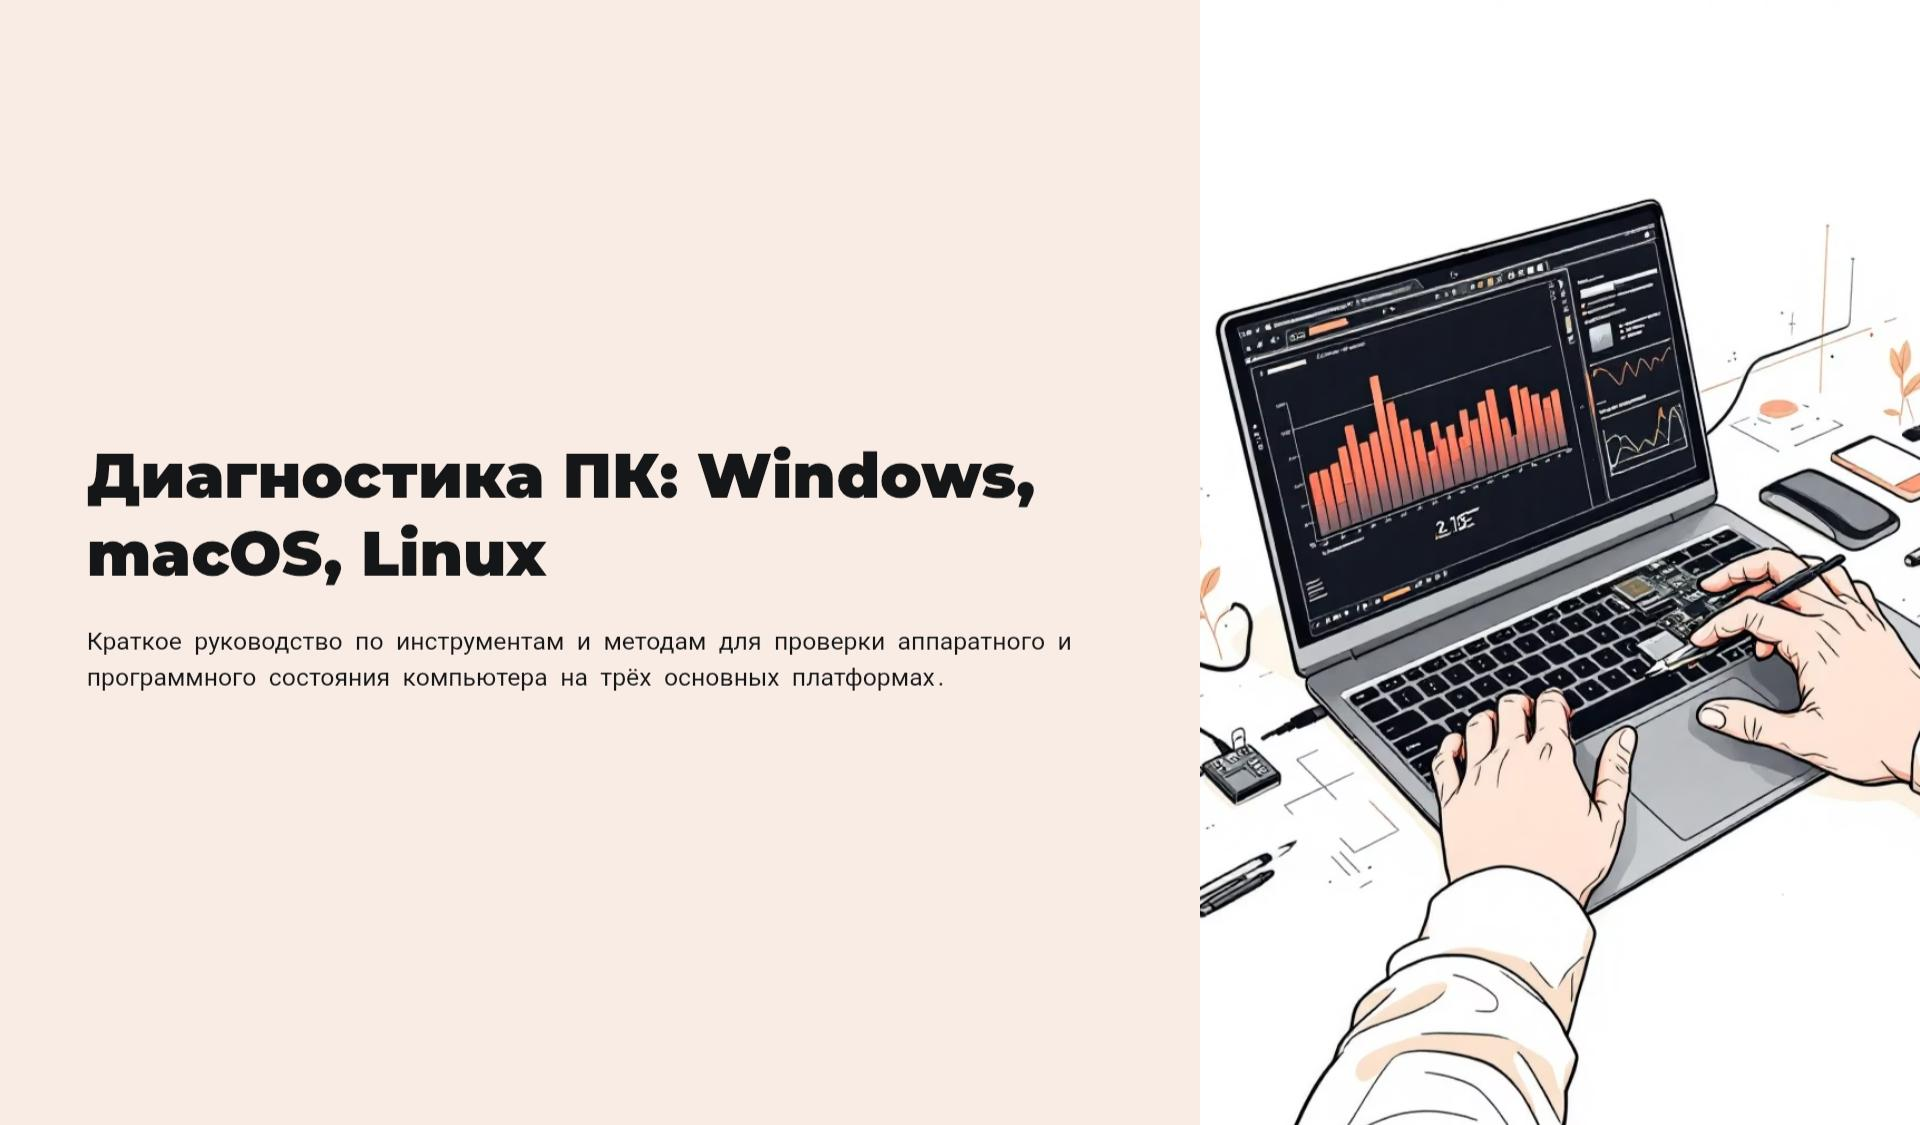 Диагностика ПК: Windows,
macOS, Linux
Краткое руководство по инструментам и методам для проверки аппаратного и
программного состояния компьютера на трёх основных платформах.